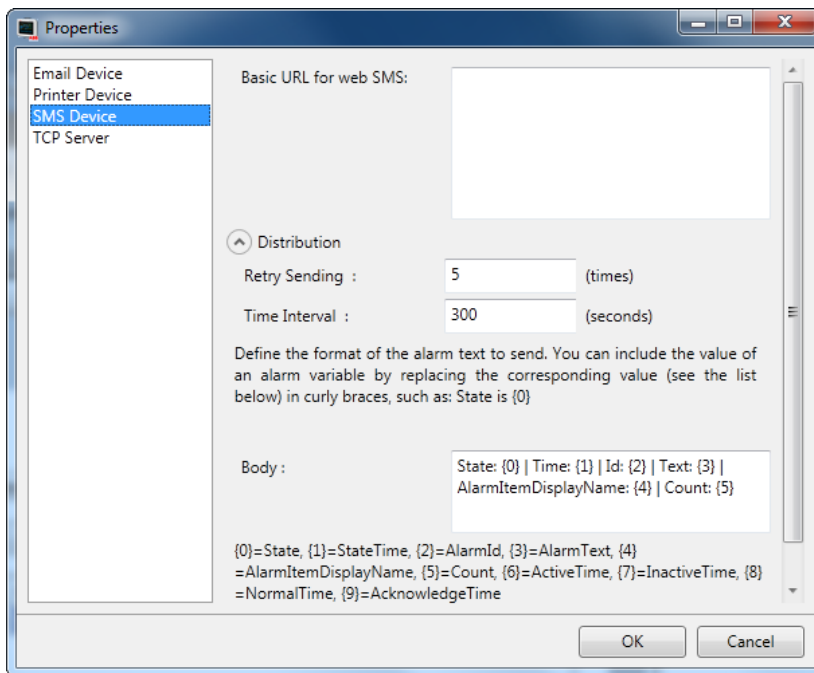 Properties
Email Device
Printer Device
SMS Device
TCP Server
Basic URL for web SMS:
Distribution
Retry Sending :
5
(times)
Time Interval :
300
(seconds)
Define the format of the alarm text to send. You can include the value of
an alarm variable by replacing the corresponding value (see the list
below) in curly braces, such as: State is {0}
Body :
State: {0} | Time: {1} | Id: {2} | Text: {3} |
AlarmItemDisplayName: {4} | Count: {5}
{0}=State, {1}=StateTime, {2}=AlarmId, {3}=AlarmText, {4}
=AlarmItemDisplayName, {5}=Count, {6}=ActiveTime, {7}=InactiveTime, {8}
=NormalTime, {9}=AcknowledgeTime
OK
Cancel